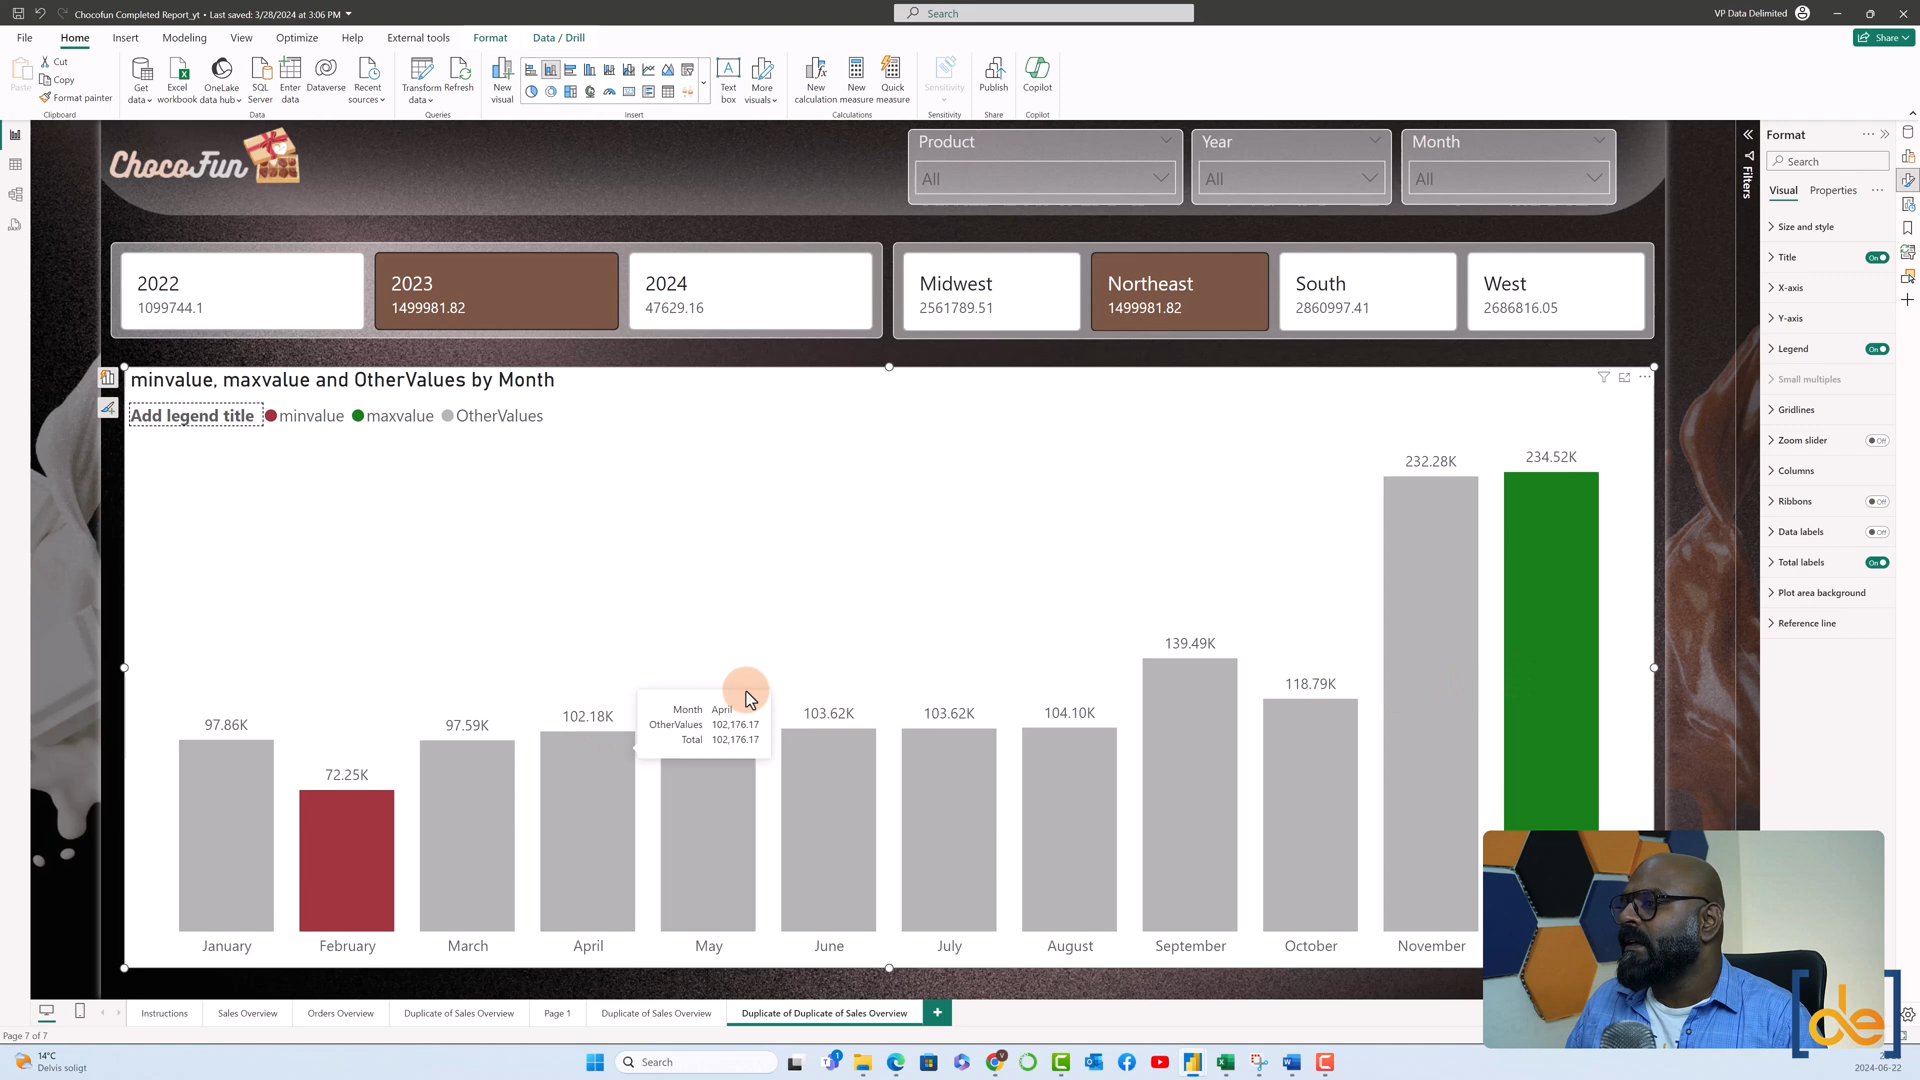 Chocofun Completed Report_yt • Last saved: 3/28/2024 at 3:06 PM
Search
VP Data Delimited
File Home Insert Modeling View Optimize Help External tools Format Data / Drill
Share
Paste
Cut
Copy
Format painter
Clipboard
Get data
Excel workbook
OneLake data hub
SQL Server
Enter data
Dataverse
Recent sources
Data
Transform data
Refresh
Queries
New visual
Text box
More visuals
Insert
New calculation
New measure
Quick measure
Calculations
Sensitivity
Sensitivity
Publish
Share
Copilot
Copilot
ChocoFun
Product
All
Year
All
Month
All
2022
1099744.1
2023
1499981.82
2024
47629.16
Midwest
2561789.51
Northeast
1499981.82
South
2860997.41
West
2686816.05
minvalue, maxvalue and OtherValues by Month
Add legend title minvalue maxvalue OtherValues
97.86K
72.25K
97.59K
102.18K
103.62K
103.62K
104.10K
139.49K
118.79K
232.28K
234.52K
Month April
OtherValues 102,176.17
Total 102,176.17
January February March April May June July August September October November
Filters
Format
Search
Visual Properties
Size and style
Title On
X-axis
Y-axis
Legend On
Small multiples
Gridlines
Zoom slider Off
Columns
Ribbons Off
Data labels Off
Total labels On
Plot area background
Reference line
Instructions Sales Overview Orders Overview Duplicate of Sales Overview Page 1 Duplicate of Sales Overview Duplicate of Duplicate of Sales Overview
Page 7 of 7
14°C
Delvis soligt
Search
2024-06-22
de